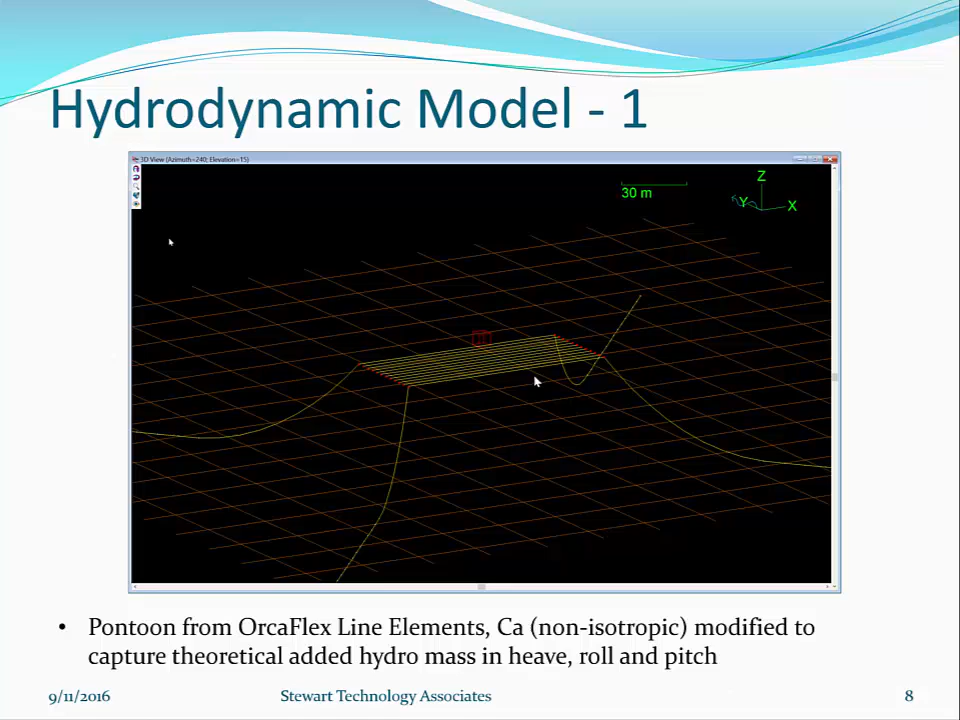 Hydrodynamic Model - 1
3D View (Azimuth=240; Elevation=15)
30 m
Z
Y
X
• Pontoon from OrcaFlex Line Elements, Ca (non-isotropic) modified to
capture theoretical added hydro mass in heave, roll and pitch
9/11/2016 Stewart Technology Associates 8